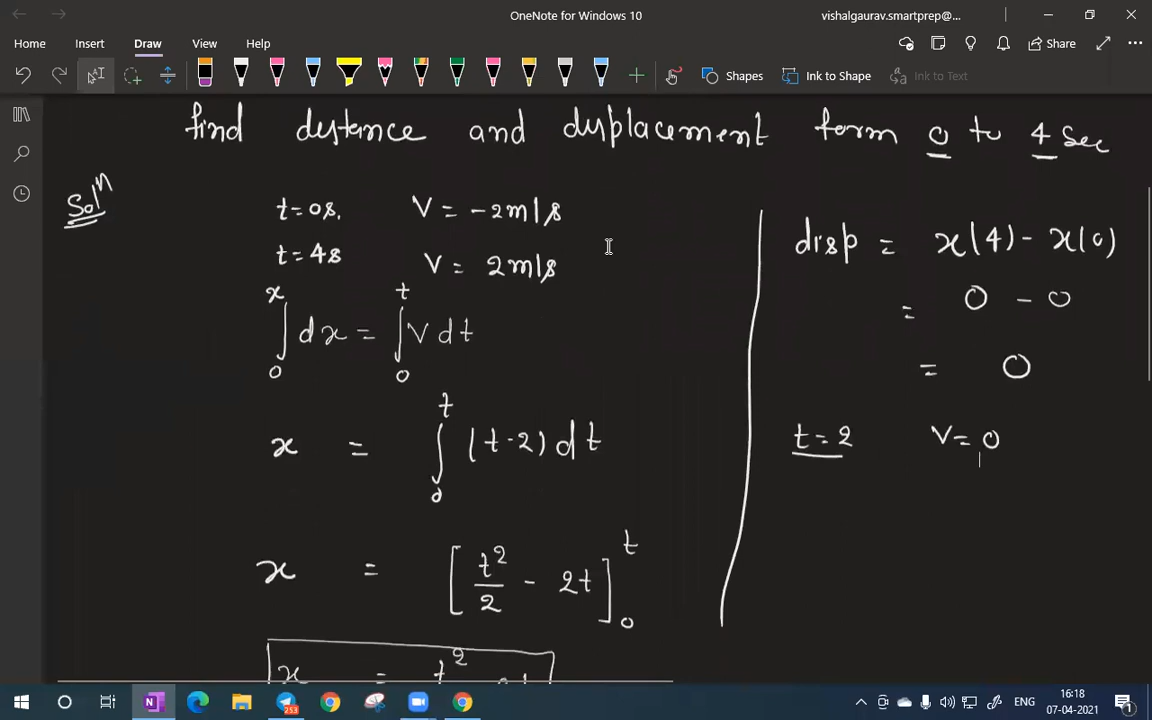 OneNote for Windows 10
vishalgaurav.smartprep@...
Home Insert Draw View Help
Share
Shapes Ink to Shape Ink to Text
find distance and displacement form 0 to 4 sec
Solⁿ
t=0s. V = -2m/s
t=4s V = 2m/s
∫₀ˣ dx = ∫₀ᵗ V dt
x = ∫₀ᵗ (t-2) dt
x = [t²/2 - 2t]₀ᵗ
disp = x(4) - x(0)
= 0 - 0
= 0
t = 2 V = 0
253
ENG
16:18
07-04-2021
1